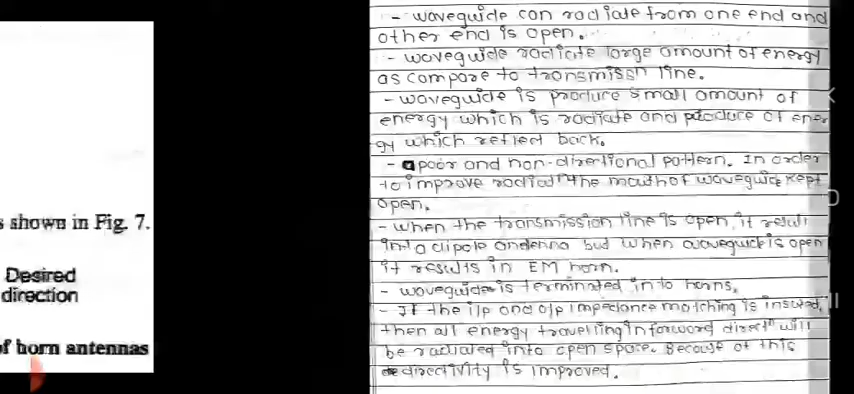 s shown in Fig. 7.
Desired
direction
of horn antennas
- waveguide can radiate from one end and
other end is open.
- waveguide radiate large amount of energy
as compare to transmissn line.
- waveguide is produce small amount of
energy which is radiate and produce of ener
gy which reflect back.
- poor and non-directional pattern. In order
to improve radiatn the mouth of waveguide kept
open.
- when the transmission line is open, it result
into dipole andenna but when waveguide is open
it results in EM horn.
- waveguide is terminated in to horns.
- If the i/p and o/p impedance matching is
then all energy travelling in forward directn will
be radiated into open space. Because of this
directivity is improved.